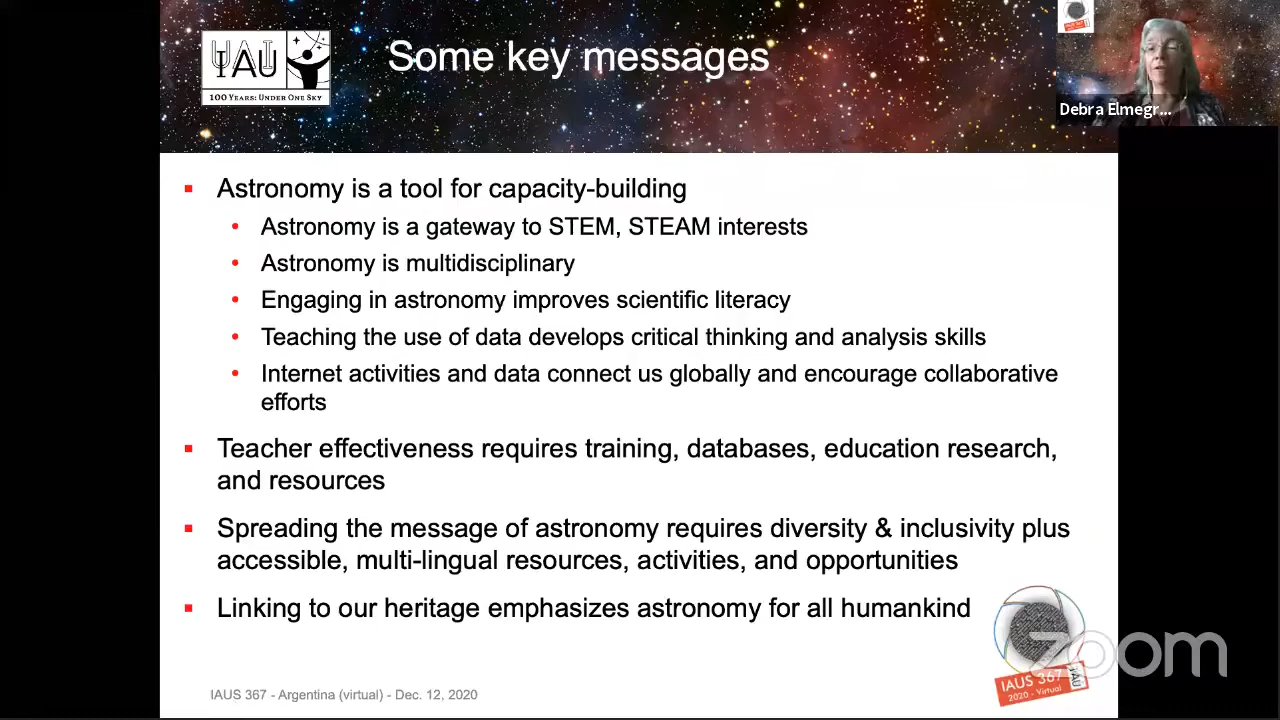 IAU
100 Years: Under One Sky
Some key messages
Debra Elmegr...
Astronomy is a tool for capacity-building
Astronomy is a gateway to STEM, STEAM interests
Astronomy is multidisciplinary
Engaging in astronomy improves scientific literacy
Teaching the use of data develops critical thinking and analysis skills
Internet activities and data connect us globally and encourage collaborative
efforts
Teacher effectiveness requires training, databases, education research,
and resources
Spreading the message of astronomy requires diversity & inclusivity plus
accessible, multi-lingual resources, activities, and opportunities
Linking to our heritage emphasizes astronomy for all humankind
zoom
IAUS 367
2020 - Virtual
IAU
IAUS 367 - Argentina (virtual) - Dec. 12, 2020